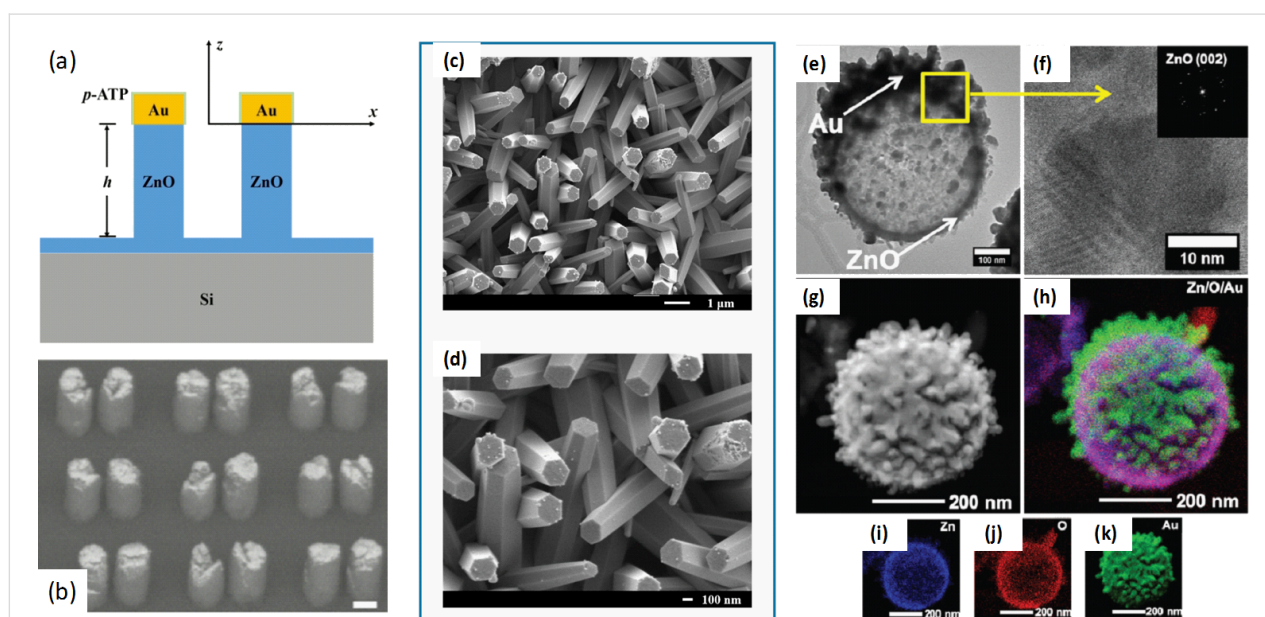 (a)
z
p-ATP
Au
Au
x
h
ZnO
ZnO
Si
(b)
(c)
1 μm
(d)
100 nm
(e)
Au
ZnO
100 nm
(f)
ZnO (002)
10 nm
(g)
200 nm
(h)
Zn/O/Au
200 nm
(i)
Zn
200 nm
(j)
O
200 nm
(k)
Au
200 nm